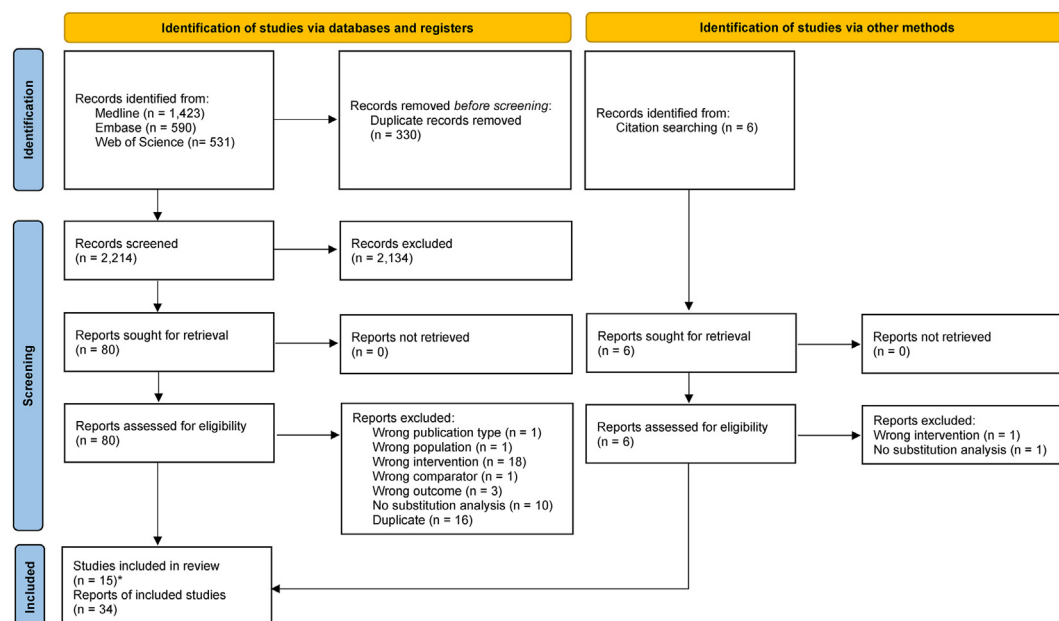 Identification of studies via databases and registers
Identification of studies via other methods
Identification
Records identified from:
Medline (n = 1,423)
Embase (n = 590)
Web of Science (n= 531)
Records removed before screening:
Duplicate records removed
(n = 330)
Records identified from:
Citation searching (n = 6)
Screening
Records screened
(n = 2,214)
Records excluded
(n = 2,134)
Reports sought for retrieval
(n = 80)
Reports not retrieved
(n = 0)
Reports sought for retrieval
(n = 6)
Reports not retrieved
(n = 0)
Reports assessed for eligibility
(n = 80)
Reports excluded:
Wrong publication type (n = 1)
Wrong population (n = 1)
Wrong intervention (n = 18)
Wrong comparator (n = 1)
Wrong outcome (n = 3)
No substitution analysis (n = 10)
Duplicate (n = 16)
Reports assessed for eligibility
(n = 6)
Reports excluded:
Wrong intervention (n = 1)
No substitution analysis (n = 1)
Included
Studies included in review
(n = 15)*
Reports of included studies
(n = 34)